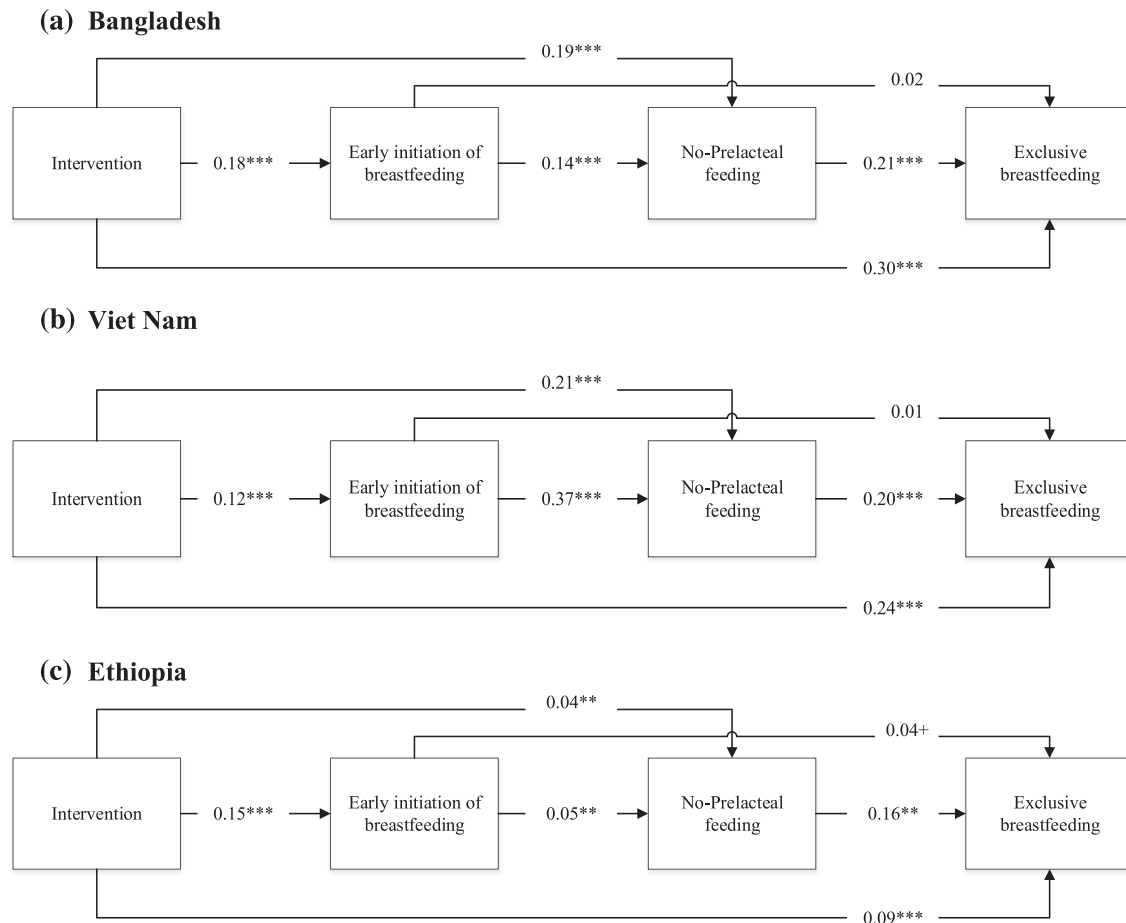 (a) Bangladesh
0.19***
0.02
Intervention
0.18***
Early initiation of
breastfeeding
0.14***
No-Prelacteal
feeding
0.21***
Exclusive
breastfeeding
0.30***
(b) Viet Nam
0.21***
0.01
Intervention
0.12***
Early initiation of
breastfeeding
0.37***
No-Prelacteal
feeding
0.20***
Exclusive
breastfeeding
0.24***
(c) Ethiopia
0.04**
0.04+
Intervention
0.15***
Early initiation of
breastfeeding
0.05**
No-Prelacteal
feeding
0.16**
Exclusive
breastfeeding
0.09***